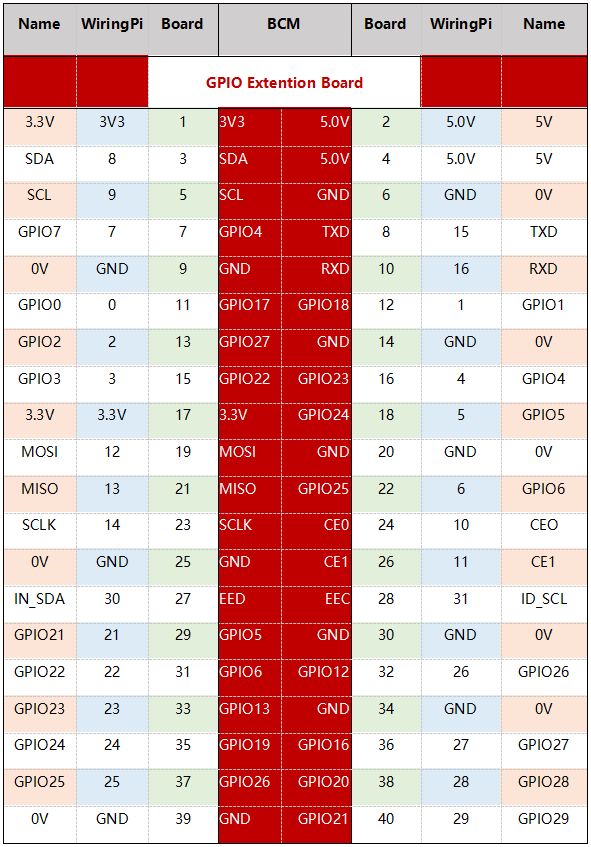 Name WiringPi Board BCM Board WiringPi Name
GPIO Extention Board
3.3V 3V3 1 3V3 5.0V 2 5.0V 5V
SDA 8 3 SDA 5.0V 4 5.0V 5V
SCL 9 5 SCL GND 6 GND 0V
GPIO7 7 7 GPIO4 TXD 8 15 TXD
0V GND 9 GND RXD 10 16 RXD
GPIO0 0 11 GPIO17 GPIO18 12 1 GPIO1
GPIO2 2 13 GPIO27 GND 14 GND 0V
GPIO3 3 15 GPIO22 GPIO23 16 4 GPIO4
3.3V 3.3V 17 3.3V GPIO24 18 5 GPIO5
MOSI 12 19 MOSI GND 20 GND 0V
MISO 13 21 MISO GPIO25 22 6 GPIO6
SCLK 14 23 SCLK CE0 24 10 CEO
0V GND 25 GND CE1 26 11 CE1
IN_SDA 30 27 EED EEC 28 31 ID_SCL
GPIO21 21 29 GPIO5 GND 30 GND 0V
GPIO22 22 31 GPIO6 GPIO12 32 26 GPIO26
GPIO23 23 33 GPIO13 GND 34 GND 0V
GPIO24 24 35 GPIO19 GPIO16 36 27 GPIO27
GPIO25 25 37 GPIO26 GPIO20 38 28 GPIO28
0V GND 39 GND GPIO21 40 29 GPIO29